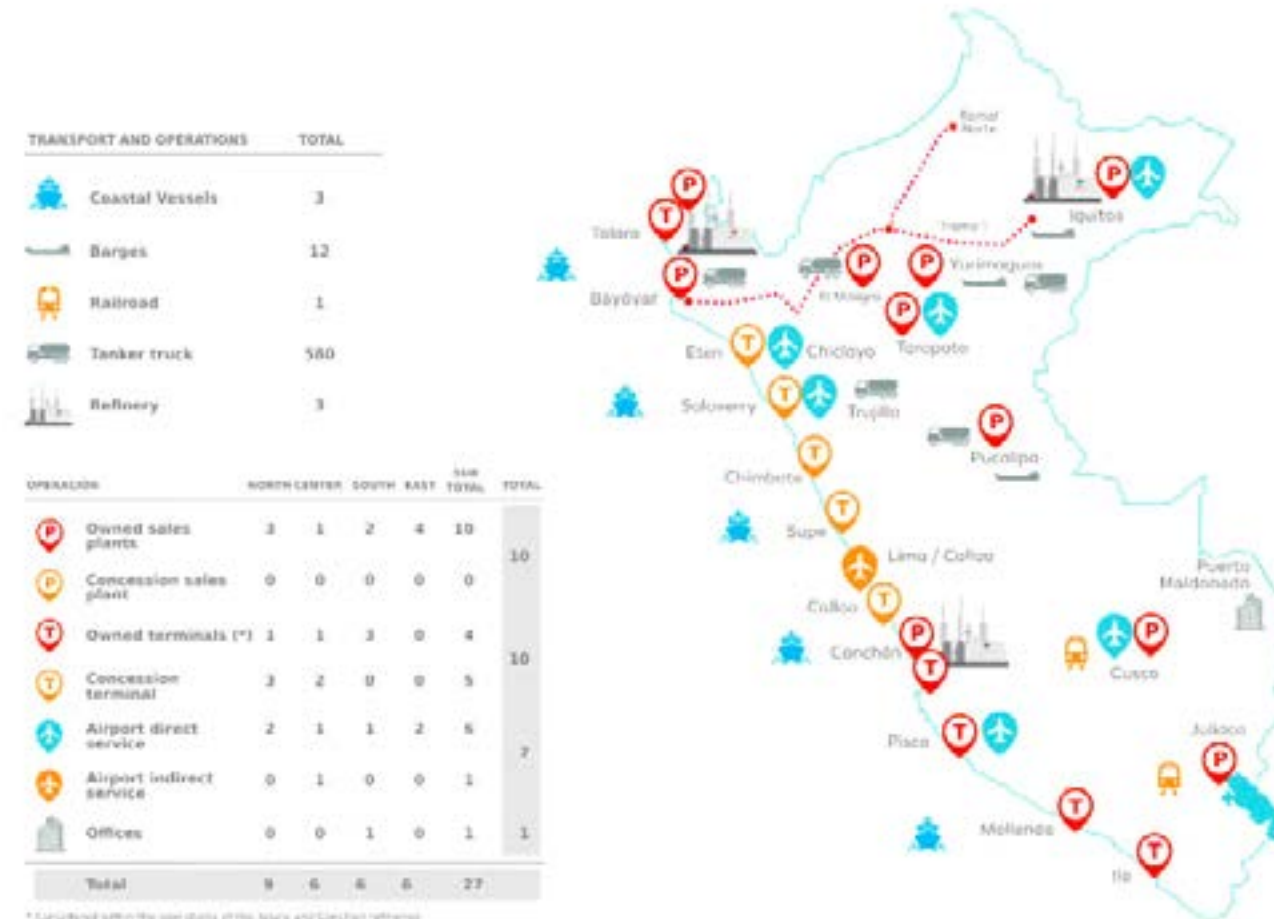 TRANSPORT AND OPERATIONS TOTAL
Coastal Vessels 3
Barges 12
Railroad 1
Tanker truck 580
Refinery 3
OPERACIÓN NORTH CENTER SOUTH EAST SUB TOTAL TOTAL
P Owned sales plants 3 1 2 4 10
10
P Concession sales plant 0 0 0 0 0
T Owned terminals (*) 1 1 3 0 4
10
T Concession terminal 3 2 0 0 5
Airport direct service 2 1 1 2 6
7
Airport indirect service 0 1 0 0 1
Offices 0 0 1 0 1 1
Total 9 6 6 6 27
Ramal
Norte
P
Iquitos
P
T
Talara
P
Bayóvar
P
El Milagro
P
Yurimaguas
P
Tarapoto
Eten
T
Chiclayo
Salaverry
T
Trujillo
P
Pucallpa
Chimbote
T
Supe
T
Lima / Callao
Callao
T
Puerto
Maldonado
P
Conchán
T
P
Cusco
Pisco
T
Juliaca
P
Mollendo
T
Ilo
T